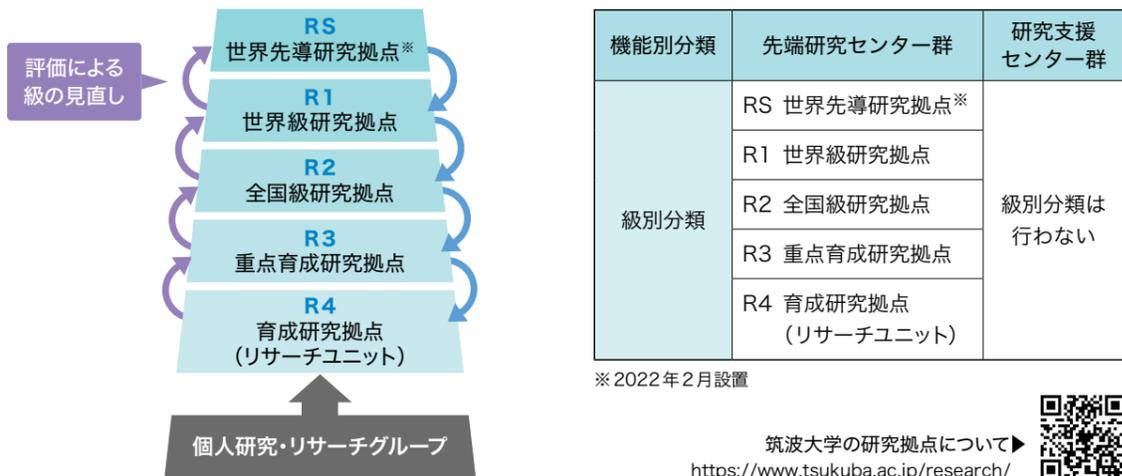 RS
世界先導研究拠点※
評価による
級の見直し
R1
世界級研究拠点
R2
全国級研究拠点
R3
重点育成研究拠点
R4
育成研究拠点
(リサーチユニット)
個人研究・リサーチグループ
機能別分類
先端研究センター群
研究支援
センター群
級別分類
RS 世界先導研究拠点※
R1 世界級研究拠点
R2 全国級研究拠点
R3 重点育成研究拠点
R4 育成研究拠点
(リサーチユニット)
級別分類は
行わない
※2022年2月設置
筑波大学の研究拠点について▶
https://www.tsukuba.ac.jp/research/